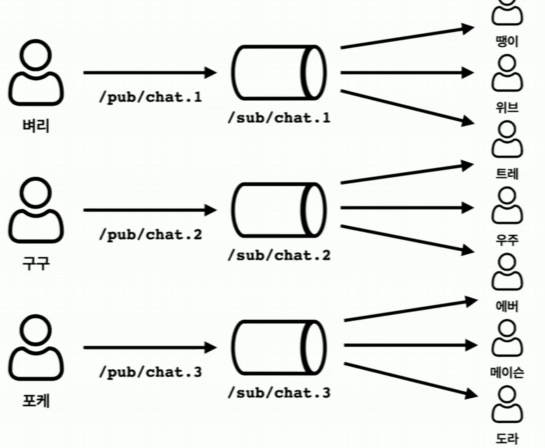 벼리
/pub/chat.1
/sub/chat.1
구구
/pub/chat.2
/sub/chat.2
포케
/pub/chat.3
/sub/chat.3
땡이
위브
트레
우주
에버
메이슨
도라